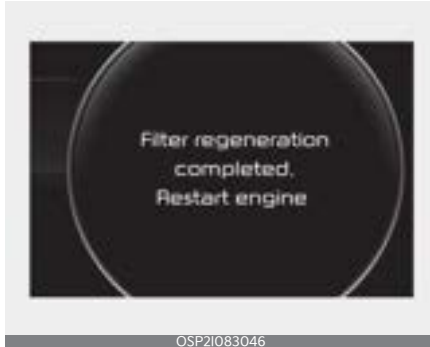 Filter regeneration
completed.
Restart engine
OSP2I083046